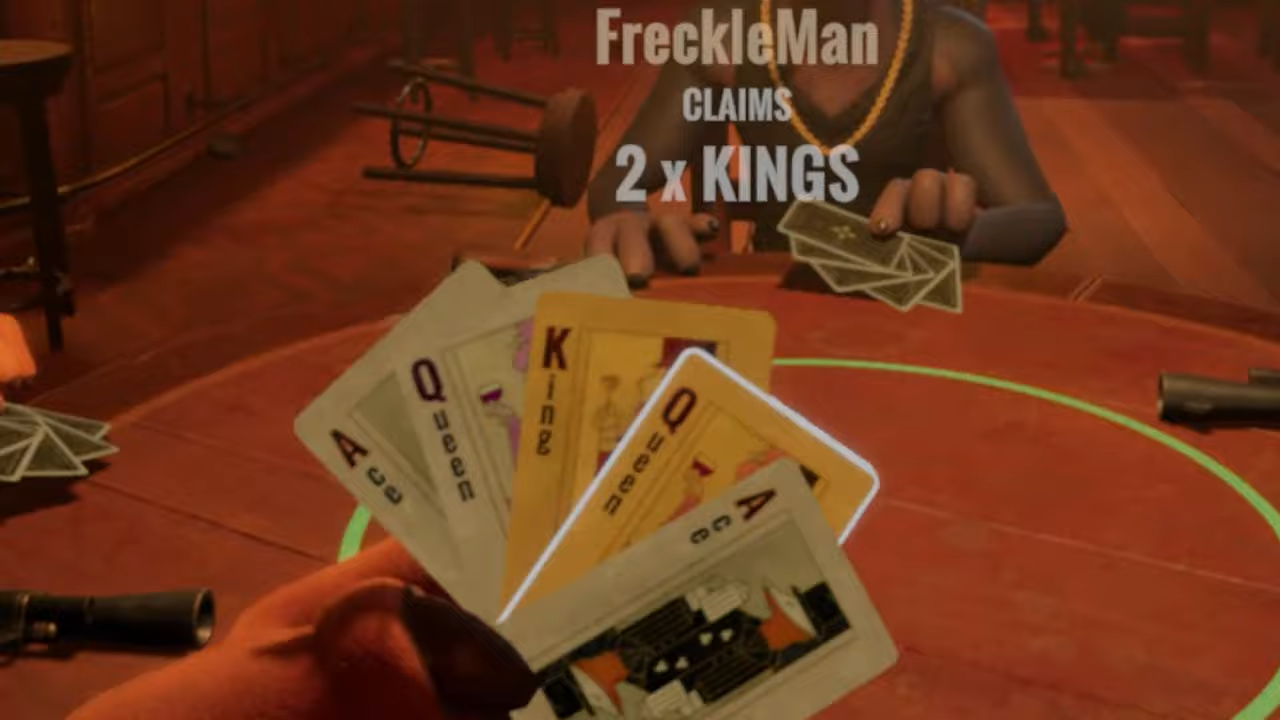 FreckleMan
CLAIMS
2 x KINGS
Ace
Queen
King
Queen
Ace